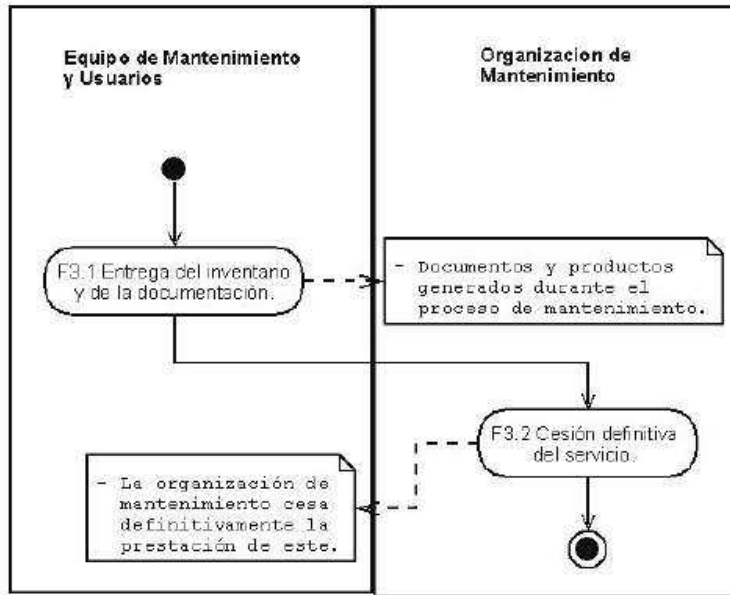 Equipo de Mantenimiento
y Usuarios
Organizacion de
Mantenimiento
F3.1 Entrega del inventario
y de la documentación.
- Documentos y productos
generados durante el
proceso de mantenimiento.
F3.2 Cesión definitiva
del servicio.
- La organización de
mantenimiento cesa
definitivamente la
prestación de este.